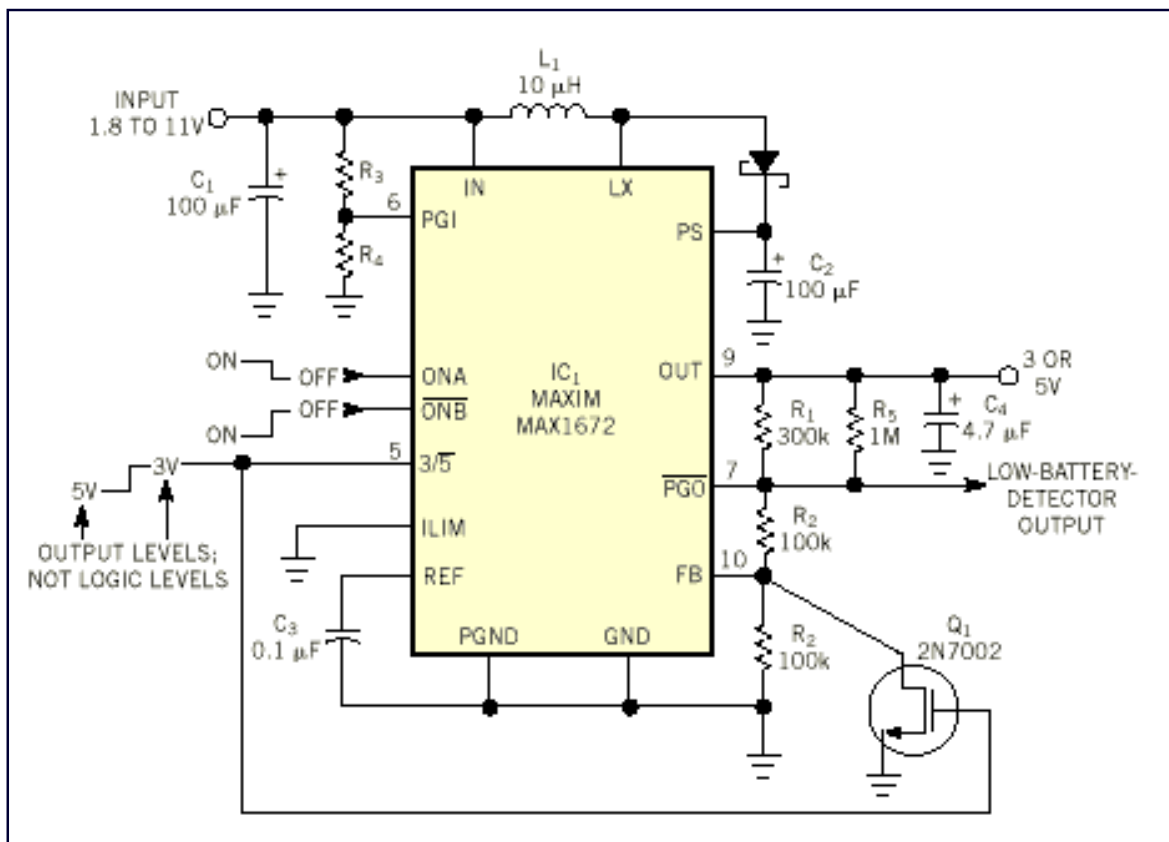 L₁
10 µH
INPUT
1.8 TO 11V
C₁
100 µF
+
R₃
R₄
6
PGI
IN
LX
PS
+
C₂
100 µF
ON
OFF
ONA
ON
OFF
O̅N̅B̅
IC₁
MAXIM
MAX1672
OUT
9
3 OR
5V
R₁
300k
R₅
1M
+
C₄
4.7 µF
5
3/5̅
5V
3V
OUTPUT LEVELS;
NOT LOGIC LEVELS
P̅G̅O̅
7
LOW-BATTERY-
DETECTOR
OUTPUT
R₂
100k
ILIM
REF
FB
10
C₃
0.1 µF
PGND
GND
R₂
100k
Q₁
2N7002